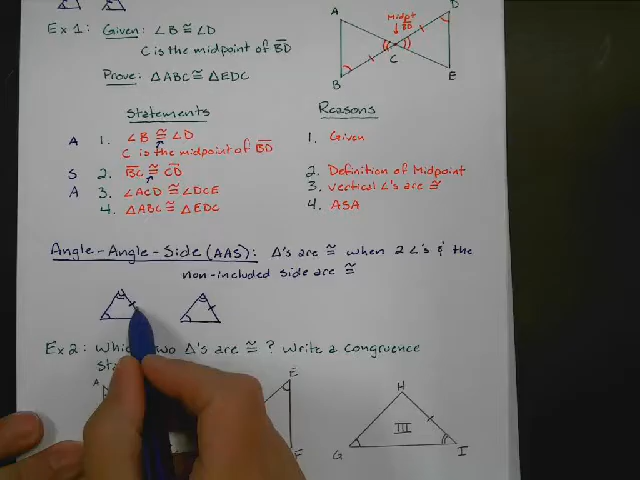 Ex 1: Given: ∠B ≅ ∠D
C is the midpoint of BD
Prove: △ABC ≅ △EDC
A
D
Midpt
BD
C
B
E
Statements
Reasons
A 1. ∠B ≅ ∠D
C is the midpoint of BD
1. Given
S 2. BC ≅ CD
2. Definition of Midpoint
A 3. ∠ACD ≅ ∠DCE
3. Vertical ∠'s are ≅
4. △ABC ≅ △EDC
4. ASA
Angle-Angle-Side (AAS): △'s are ≅ when 2 ∠'s & the
non-included side are ≅
Ex 2: Which two △'s are ≅? Write a congruence
A
E
F
H
III
G
I